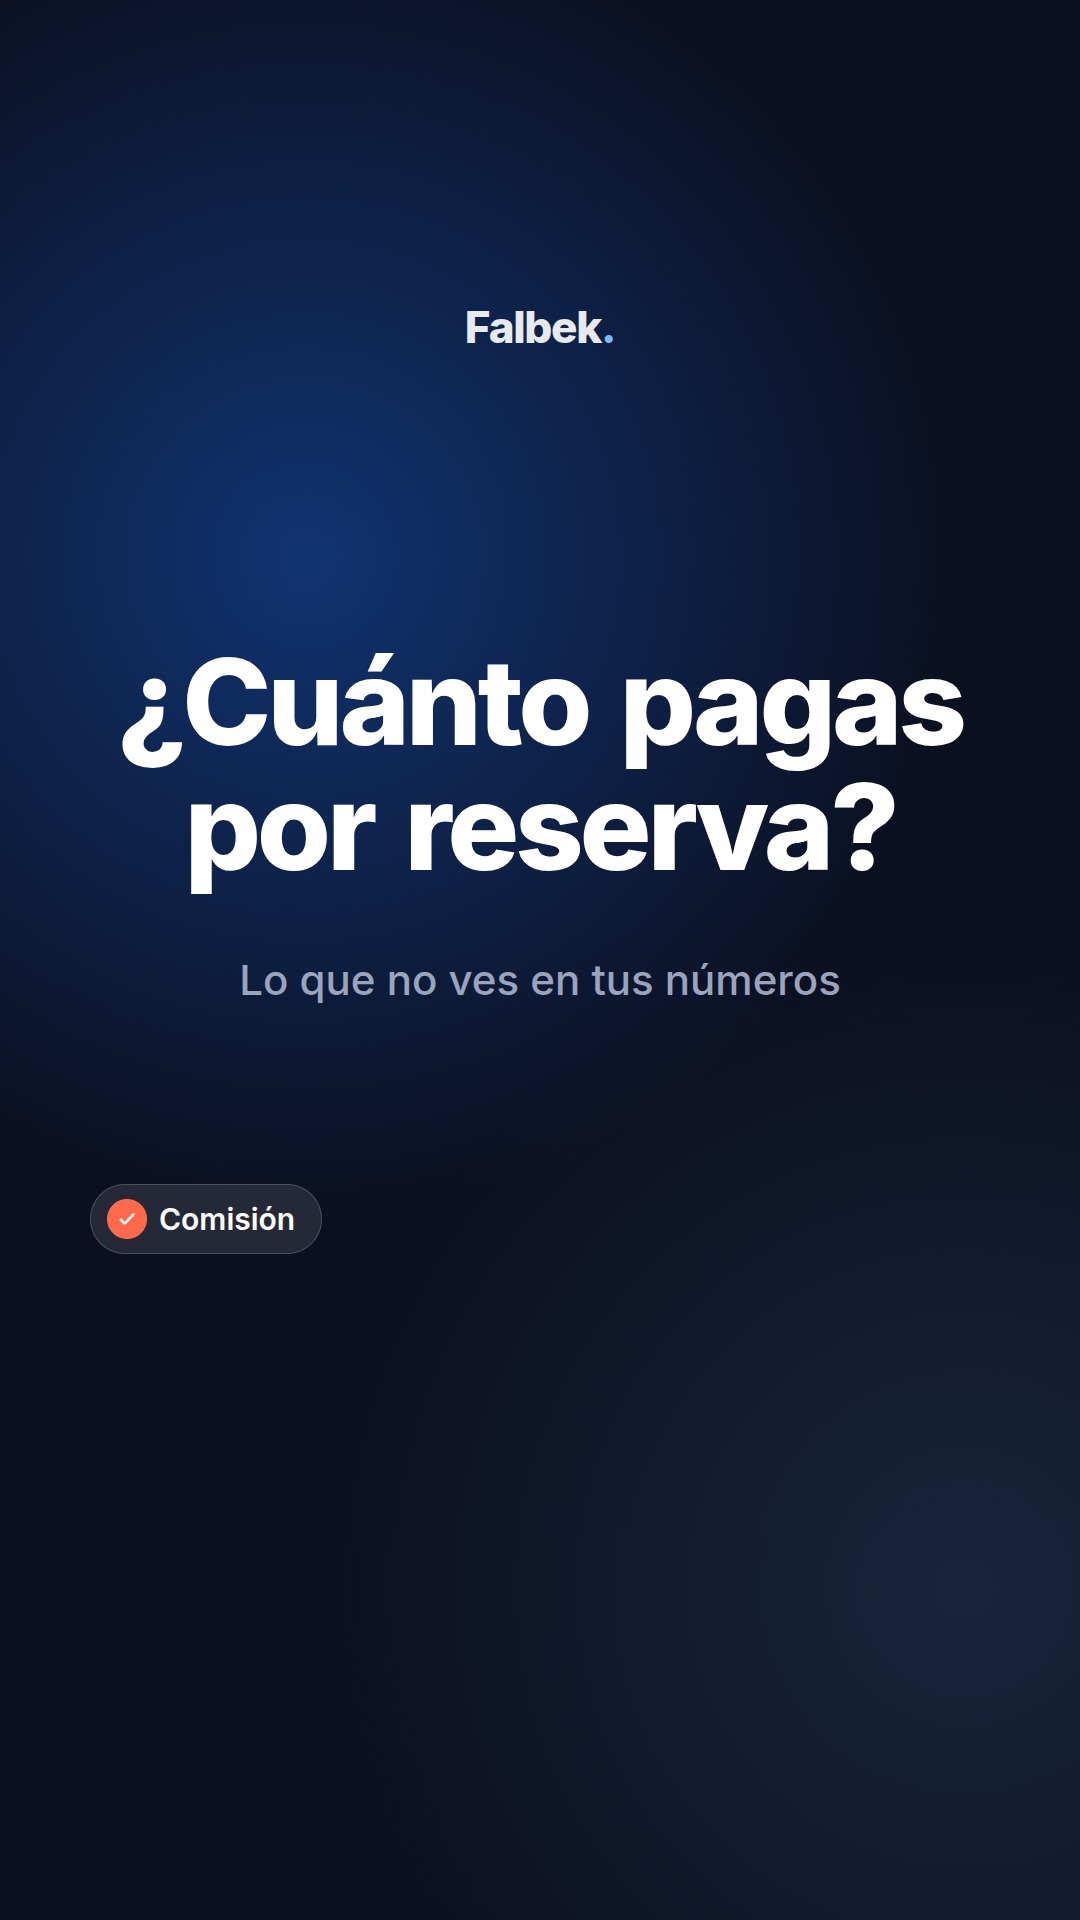 Falbek.
¿Cuánto pagas
por reserva?
Lo que no ves en tus números
Comisión